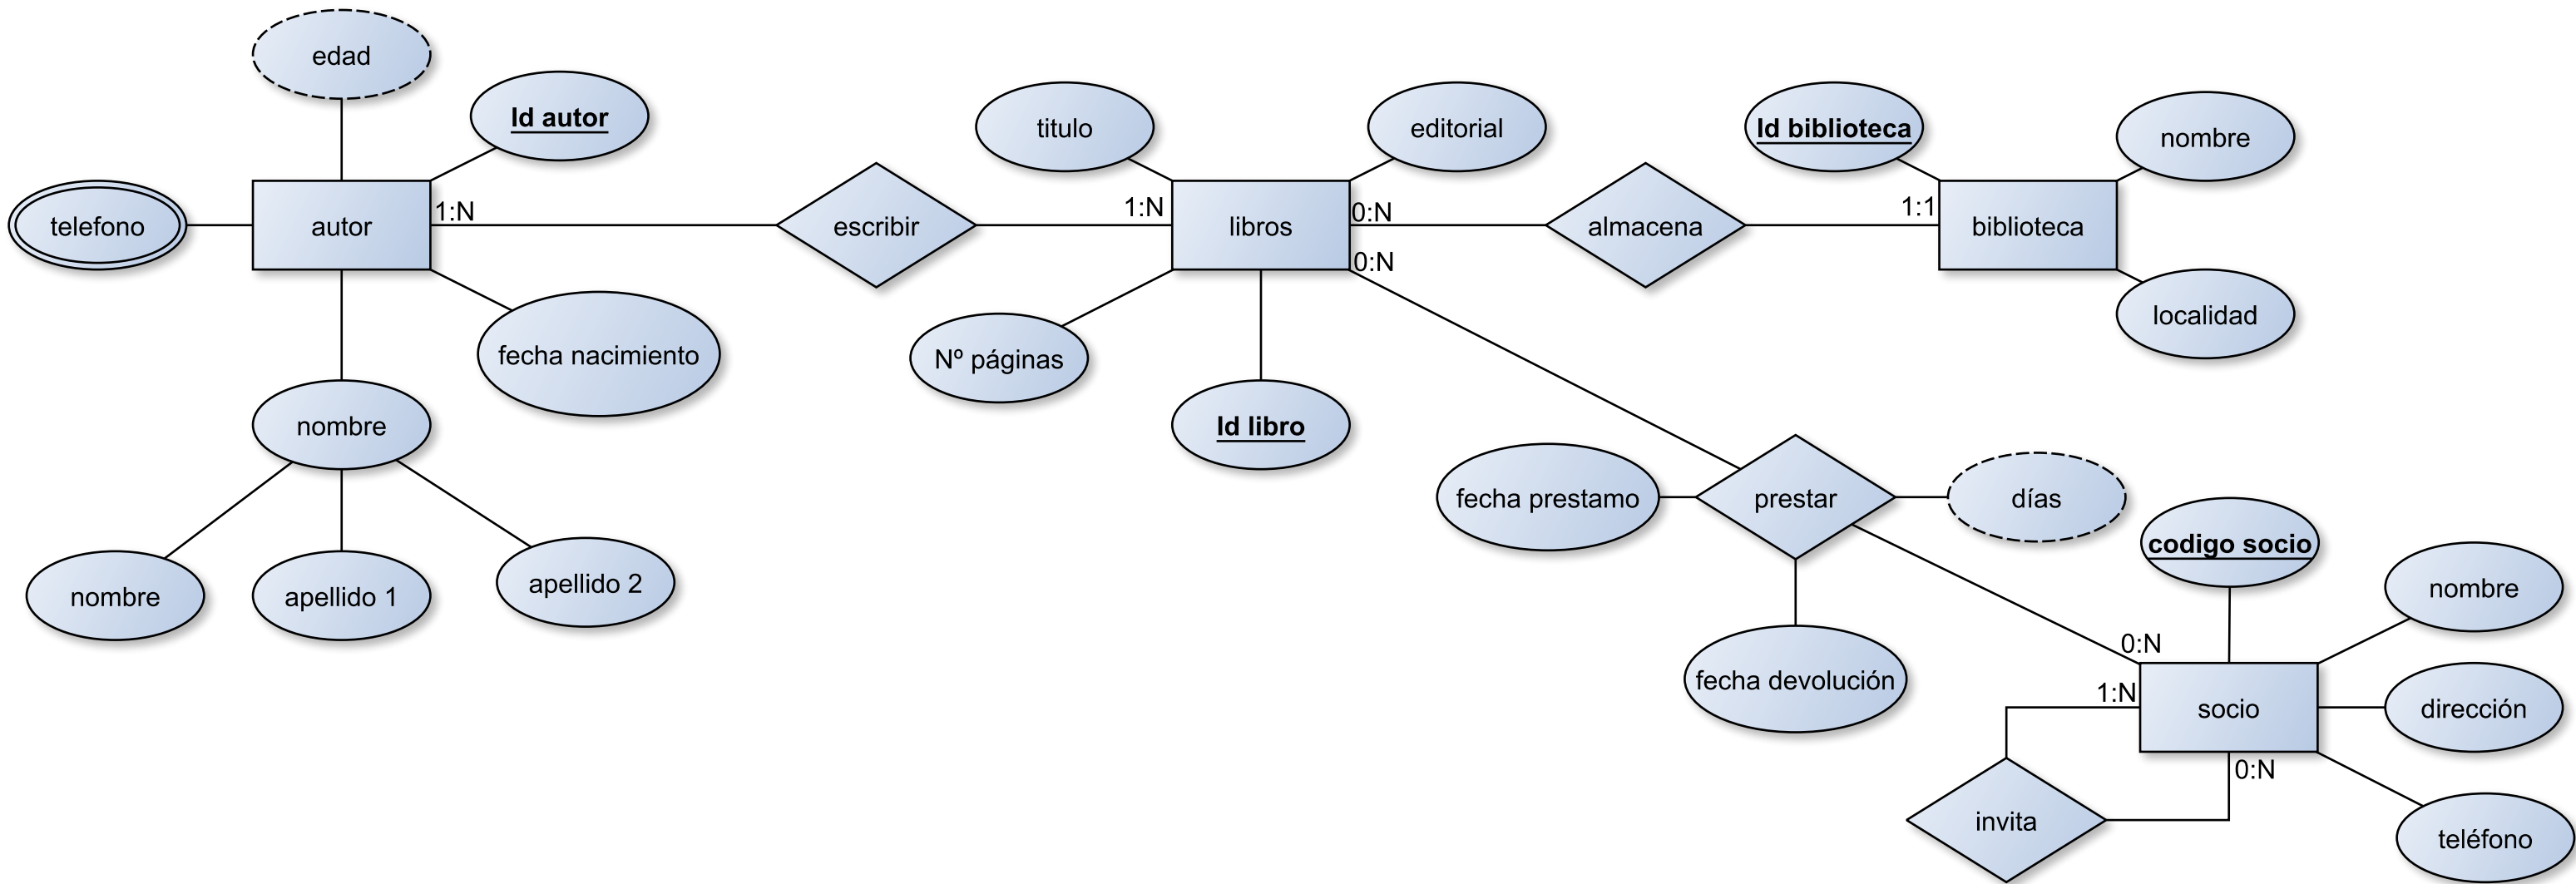 edad
Id autor
telefono
autor
1:N
escribir
1:N
fecha nacimiento
nombre
nombre
apellido 1
apellido 2
titulo
editorial
libros
0:N
0:N
Nº páginas
Id libro
almacena
1:1
Id biblioteca
nombre
biblioteca
localidad
fecha prestamo
prestar
días
fecha devolución
0:N
codigo socio
nombre
1:N
socio
dirección
0:N
invita
teléfono